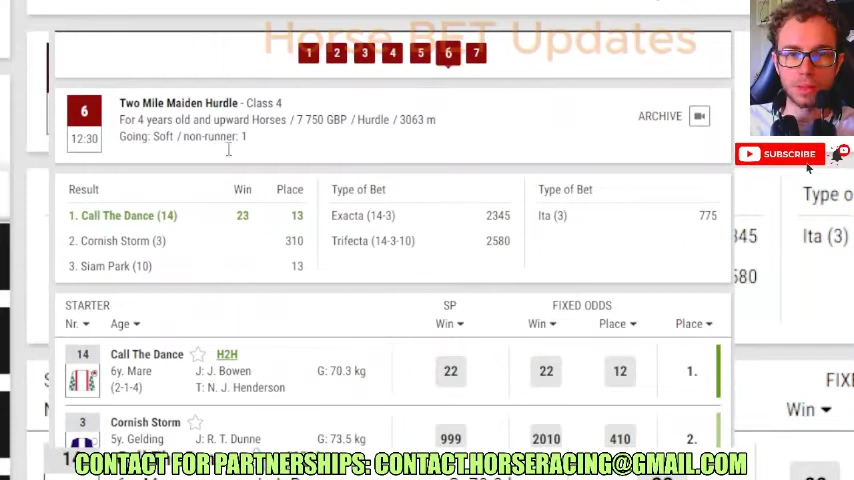 Horse BET Updates
1 2 3 4 5 6 7
6
12:30
Two Mile Maiden Hurdle - Class 4
For 4 years old and upward Horses / 7 750 GBP / Hurdle / 3063 m
Going: Soft / non-runner: 1
ARCHIVE
SUBSCRIBE
Result Win Place
1. Call The Dance (14) 23 13
2. Cornish Storm (3) 310
3. Siam Park (10) 13
Type of Bet
Exacta (14-3) 2345
Trifecta (14-3-10) 2580
Type of Bet
Ita (3) 775
Type o
345 Ita (3)
580
STARTER SP FIXED ODDS
Nr. Age Win Win Place Place
14 Call The Dance H2H
6y. Mare J: J. Bowen G: 70.3 kg 22 22 12 1.
(2-1-4) T: N. J. Henderson
3 Cornish Storm
5y. Gelding J: R. T. Dunne G: 73.5 kg 999 2010 410 2.
FIX
Win
CONTACT FOR PARTNERSHIPS: CONTACT.HORSERACING@GMAIL.COM